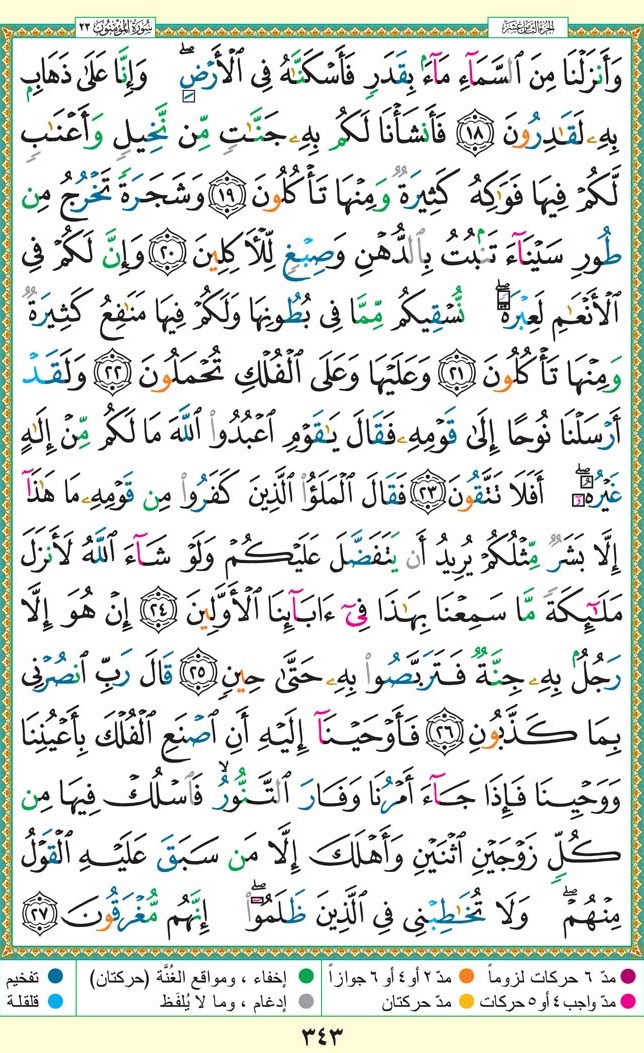 الجزء الثامن عشر
سُورَةُ المُؤْمِنُونَ ٢٣
وَأَنزَلْنَا مِنَ ٱلسَّمَآءِ مَآءًۢ بِقَدَرٍۢ فَأَسْكَنَّٰهُ فِى ٱلْأَرْضِ ۖ وَإِنَّا عَلَىٰ ذَهَابٍۭ
بِهِۦ لَقَٰدِرُونَ ١٨ فَأَنشَأْنَا لَكُم بِهِۦ جَنَّٰتٍۢ مِّن نَّخِيلٍۢ وَأَعْنَٰبٍۢ
لَّكُمْ فِيهَا فَوَٰكِهُ كَثِيرَةٌۭ وَمِنْهَا تَأْكُلُونَ ١٩ وَشَجَرَةًۭ تَخْرُجُ مِن
طُورِ سَيْنَآءَ تَنۢبُتُ بِٱلدُّهْنِ وَصِبْغٍۢ لِّلْـَٔاكِلِينَ ٢٠ وَإِنَّ لَكُمْ فِى
ٱلْأَنْعَٰمِ لَعِبْرَةًۭ ۖ نُّسْقِيكُم مِّمَّا فِى بُطُونِهَا وَلَكُمْ فِيهَا مَنَٰفِعُ كَثِيرَةٌۭ
وَمِنْهَا تَأْكُلُونَ ٢١ وَعَلَيْهَا وَعَلَى ٱلْفُلْكِ تُحْمَلُونَ ٢٢ وَلَقَدْ
أَرْسَلْنَا نُوحًا إِلَىٰ قَوْمِهِۦ فَقَالَ يَٰقَوْمِ ٱعْبُدُوا۟ ٱللَّهَ مَا لَكُم مِّنْ إِلَٰهٍ
غَيْرُهُۥٓ ۖ أَفَلَا تَتَّقُونَ ٢٣ فَقَالَ ٱلْمَلَؤُا۟ ٱلَّذِينَ كَفَرُوا۟ مِن قَوْمِهِۦ مَا هَٰذَآ
إِلَّا بَشَرٌۭ مِّثْلُكُمْ يُرِيدُ أَن يَتَفَضَّلَ عَلَيْكُمْ وَلَوْ شَآءَ ٱللَّهُ لَأَنزَلَ
مَلَٰٓئِكَةًۭ مَّا سَمِعْنَا بِهَٰذَا فِىٓ ءَابَآئِنَا ٱلْأَوَّلِينَ ٢٤ إِنْ هُوَ إِلَّا
رَجُلٌۢ بِهِۦ جِنَّةٌۭ فَتَرَبَّصُوا۟ بِهِۦ حَتَّىٰ حِينٍۢ ٢٥ قَالَ رَبِّ ٱنصُرْنِى
بِمَا كَذَّبُونِ ٢٦ فَأَوْحَيْنَآ إِلَيْهِ أَنِ ٱصْنَعِ ٱلْفُلْكَ بِأَعْيُنِنَا
وَوَحْيِنَا فَإِذَا جَآءَ أَمْرُنَا وَفَارَ ٱلتَّنُّورُ ۙ فَٱسْلُكْ فِيهَا مِن
كُلٍّۢ زَوْجَيْنِ ٱثْنَيْنِ وَأَهْلَكَ إِلَّا مَن سَبَقَ عَلَيْهِ ٱلْقَوْلُ
مِنْهُمْ ۖ وَلَا تُخَٰطِبْنِى فِى ٱلَّذِينَ ظَلَمُوٓا۟ ۖ إِنَّهُم مُّغْرَقُونَ ٢٧
مدّ ٦ حركات لزوماً مدّ ٢ أو ٤ أو ٦ جوازاً إخفاء ، ومواقع الغُنَّة (حركتان) تفخيم
مدّ واجب ٤ أو ٥ حركات مدّ حركتان إدغام ، وما لا يُلفَظ قلقلة
٣٤٣